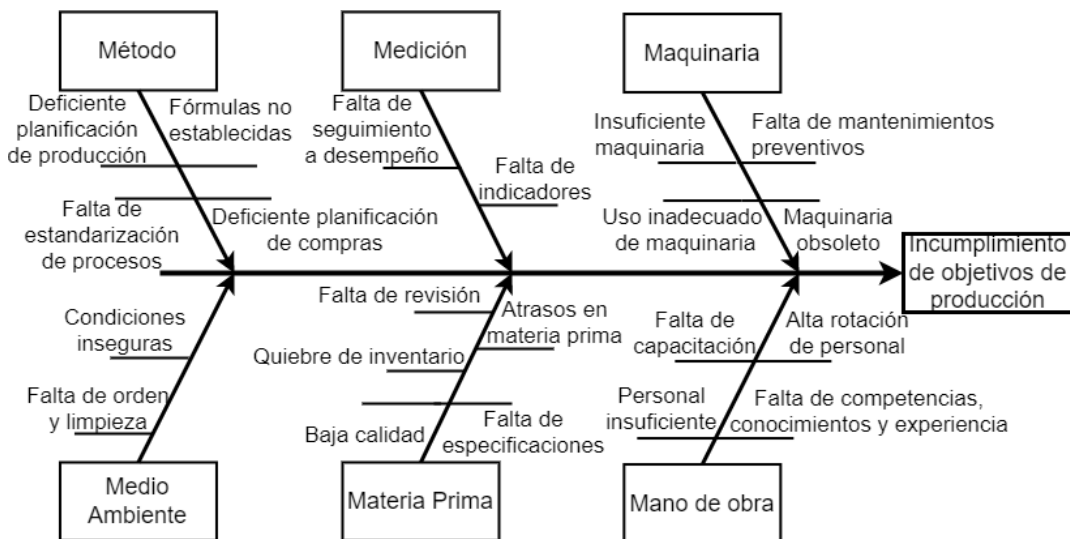 Método
Medición
Maquinaria
Deficiente
planificación
de producción
Fórmulas no
establecidas
Falta de
seguimiento
a desempeño
Falta de
indicadores
Insuficiente
maquinaria
Falta de mantenimientos
preventivos
Falta de
estandarización
de procesos
Deficiente planificación
de compras
Uso inadecuado
de maquinaria
Maquinaria
obsoleto
Incumplimiento
de objetivos de
producción
Condiciones
inseguras
Falta de orden
y limpieza
Falta de revisión
Atrasos en
materia prima
Quiebre de inventario
Baja calidad
Falta de
especificaciones
Falta de
capacitación
Alta rotación
de personal
Personal
insuficiente
Falta de competencias,
conocimientos y experiencia
Medio
Ambiente
Materia Prima
Mano de obra